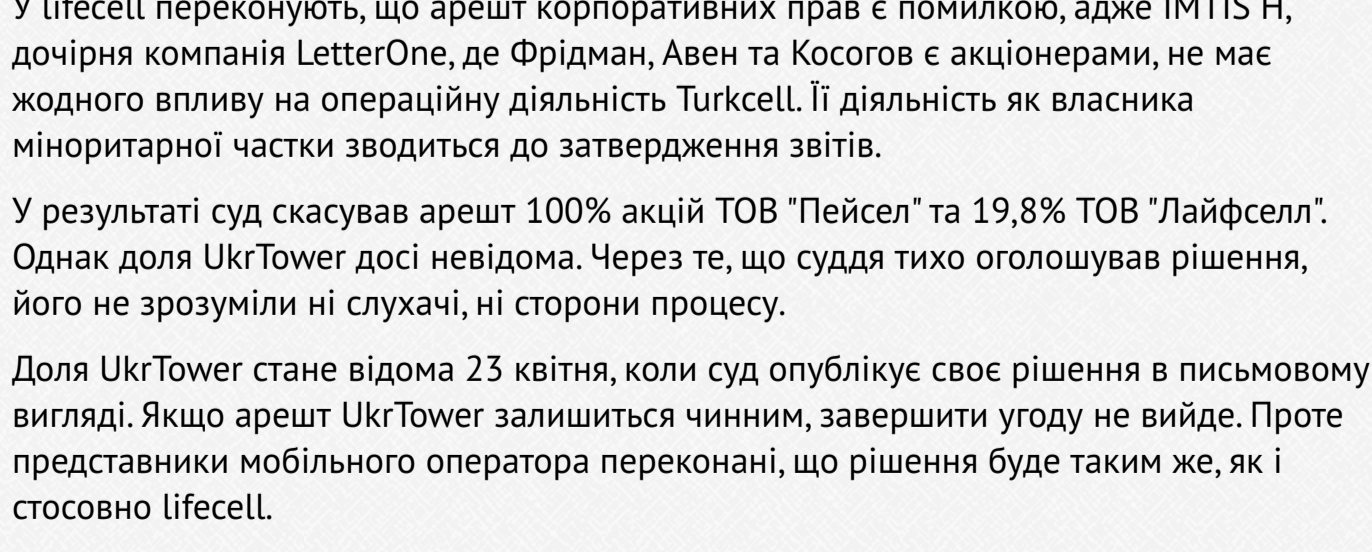 У lifecell переконують, що арешт корпоративних прав є помилкою, адже IMTIS H,
дочірня компанія LetterOne, де Фрідман, Авен та Косогов є акціонерами, не має
жодного впливу на операційну діяльність Turkcell. Її діяльність як власника
міноритарної частки зводиться до затвердження звітів.
У результаті суд скасував арешт 100% акцій ТОВ "Пейсел" та 19,8% ТОВ "Лайфселл".
Однак доля UkrTower досі невідома. Через те, що суддя тихо оголошував рішення,
його не зрозуміли ні слухачі, ні сторони процесу.
Доля UkrTower стане відома 23 квітня, коли суд опублікує своє рішення в письмовому
вигляді. Якщо арешт UkrTower залишиться чинним, завершити угоду не вийде. Проте
представники мобільного оператора переконані, що рішення буде таким же, як і
стосовно lifecell.